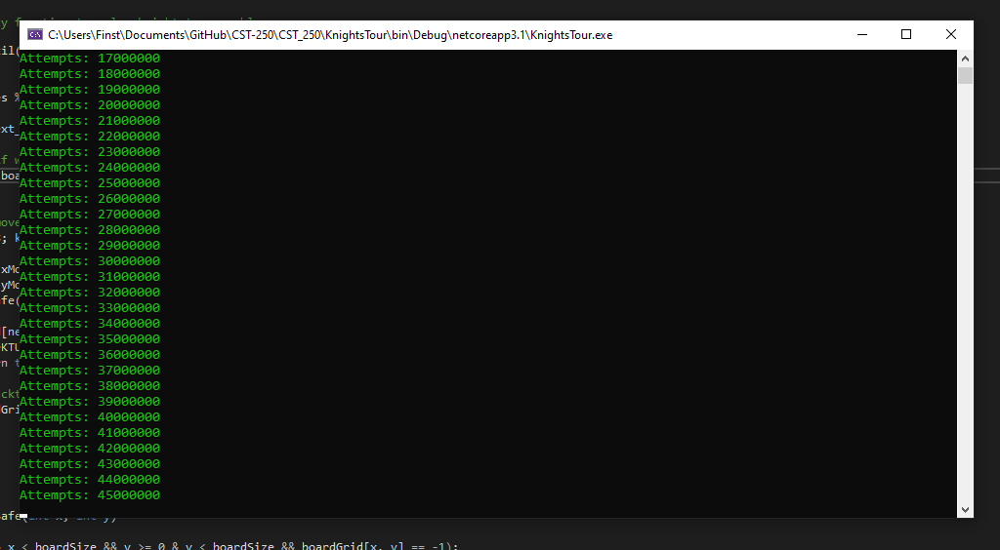 C:\Users\Finst\Documents\GitHub\CST-250\CST_250\KnightsTour\bin\Debug\netcoreapp3.1\KnightsTour.exe
Attempts: 17000000
Attempts: 18000000
Attempts: 19000000
Attempts: 20000000
Attempts: 21000000
Attempts: 22000000
Attempts: 23000000
Attempts: 24000000
Attempts: 25000000
Attempts: 26000000
Attempts: 27000000
Attempts: 28000000
Attempts: 29000000
Attempts: 30000000
Attempts: 31000000
Attempts: 32000000
Attempts: 33000000
Attempts: 34000000
Attempts: 35000000
Attempts: 36000000
Attempts: 37000000
Attempts: 38000000
Attempts: 39000000
Attempts: 40000000
Attempts: 41000000
Attempts: 42000000
Attempts: 43000000
Attempts: 44000000
Attempts: 45000000
x < boardSize && y >= 0 & y < boardSize && boardGrid[x, y] == -1);